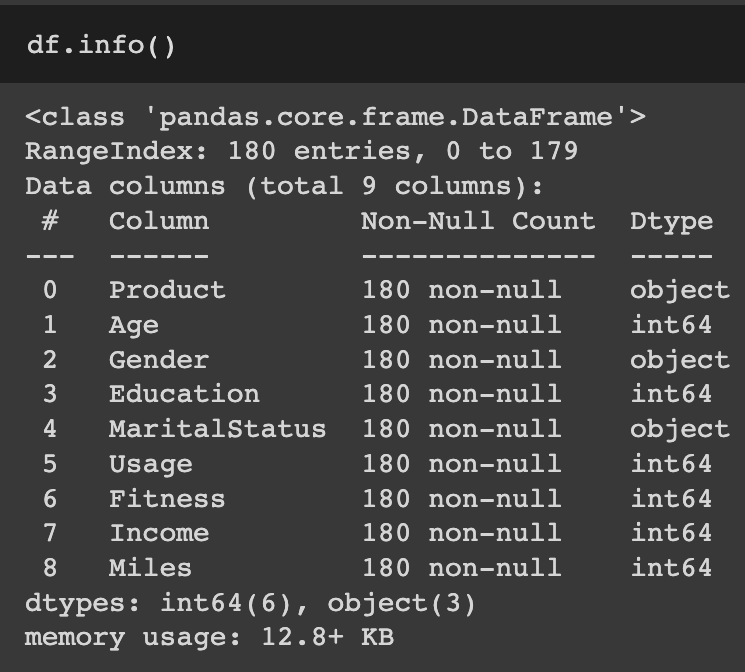 df.info()
<class 'pandas.core.frame.DataFrame'>
RangeIndex: 180 entries, 0 to 179
Data columns (total 9 columns):
 #   Column         Non-Null Count  Dtype
---  ------         --------------  -----
 0   Product        180 non-null    object
 1   Age            180 non-null    int64
 2   Gender         180 non-null    object
 3   Education      180 non-null    int64
 4   MaritalStatus  180 non-null    object
 5   Usage          180 non-null    int64
 6   Fitness        180 non-null    int64
 7   Income         180 non-null    int64
 8   Miles          180 non-null    int64
dtypes: int64(6), object(3)
memory usage: 12.8+ KB